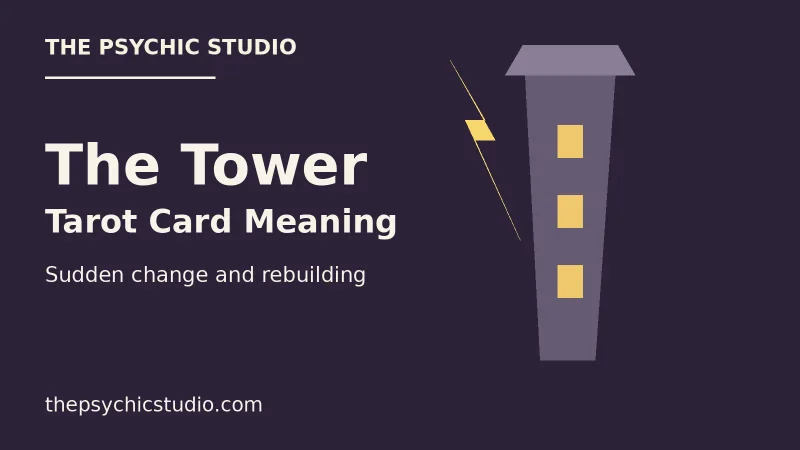 THE PSYCHIC STUDIO
The Tower
Tarot Card Meaning
Sudden change and rebuilding
thepsychicstudio.com